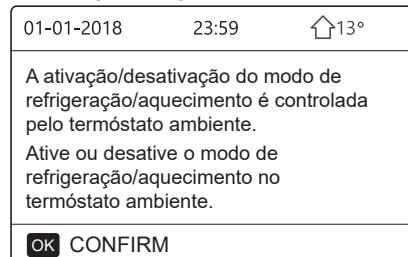 01-01-2018 23:59 13°
A ativação/desativação do modo de
refrigeração/aquecimento é controlada
pelo termóstato ambiente.
Ative ou desative o modo de
refrigeração/aquecimento no
termóstato ambiente.
OK CONFIRM